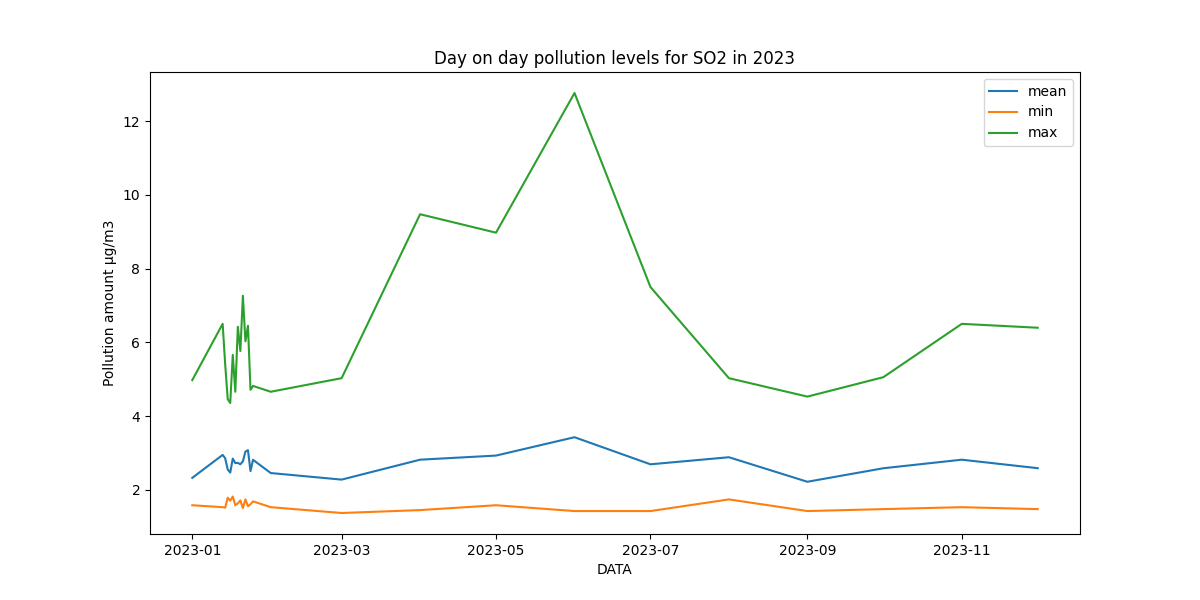 Day on day pollution levels for SO2 in 2023
mean
min
max
Pollution amount µg/m3
12
10
8
6
4
2
2023-01
2023-03
2023-05
2023-07
2023-09
2023-11
DATA